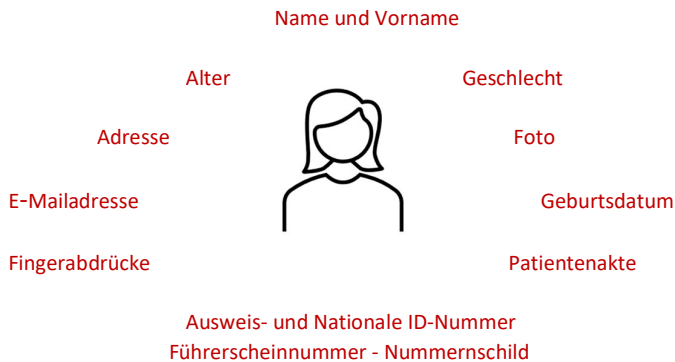 Name und Vorname
Alter
Geschlecht
Adresse
Foto
E-Mailadresse
Geburtsdatum
Fingerabdrücke
Patientenakte
Ausweis- und Nationale ID-Nummer
Führerscheinnummer - Nummernschild